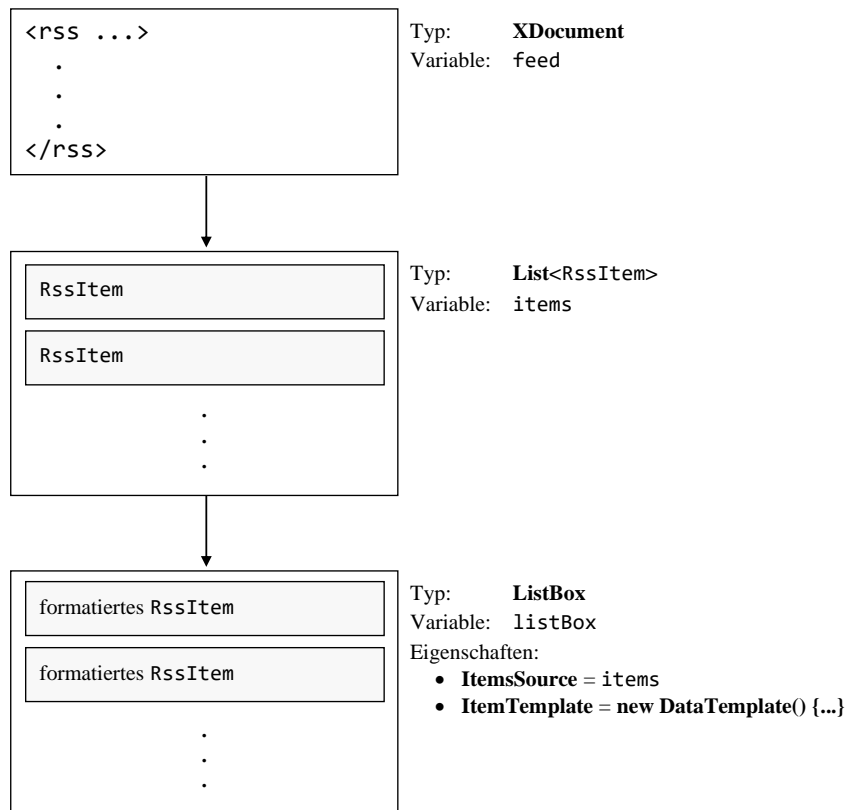 <rss ...>
.
.
.
</rss>
Typ: XDocument
Variable: feed
RssItem
RssItem
.
.
.
Typ: List<RssItem>
Variable: items
formatiertes RssItem
formatiertes RssItem
.
.
.
Typ: ListBox
Variable: listBox
Eigenschaften:
• ItemsSource = items
• ItemTemplate = new DataTemplate() {...}